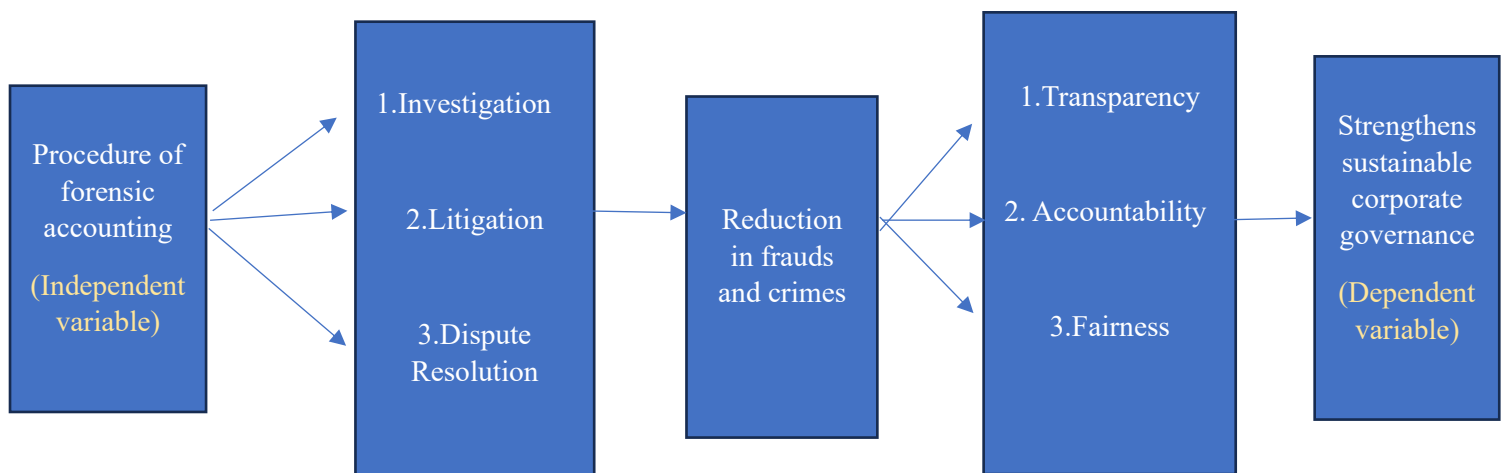 Procedure of
forensic
accounting
(Independent
variable)
1.Investigation
2.Litigation
3.Dispute
Resolution
Reduction
in frauds
and crimes
1.Transparency
2. Accountability
3.Fairness
Strengthens
sustainable
corporate
governance
(Dependent
variable)